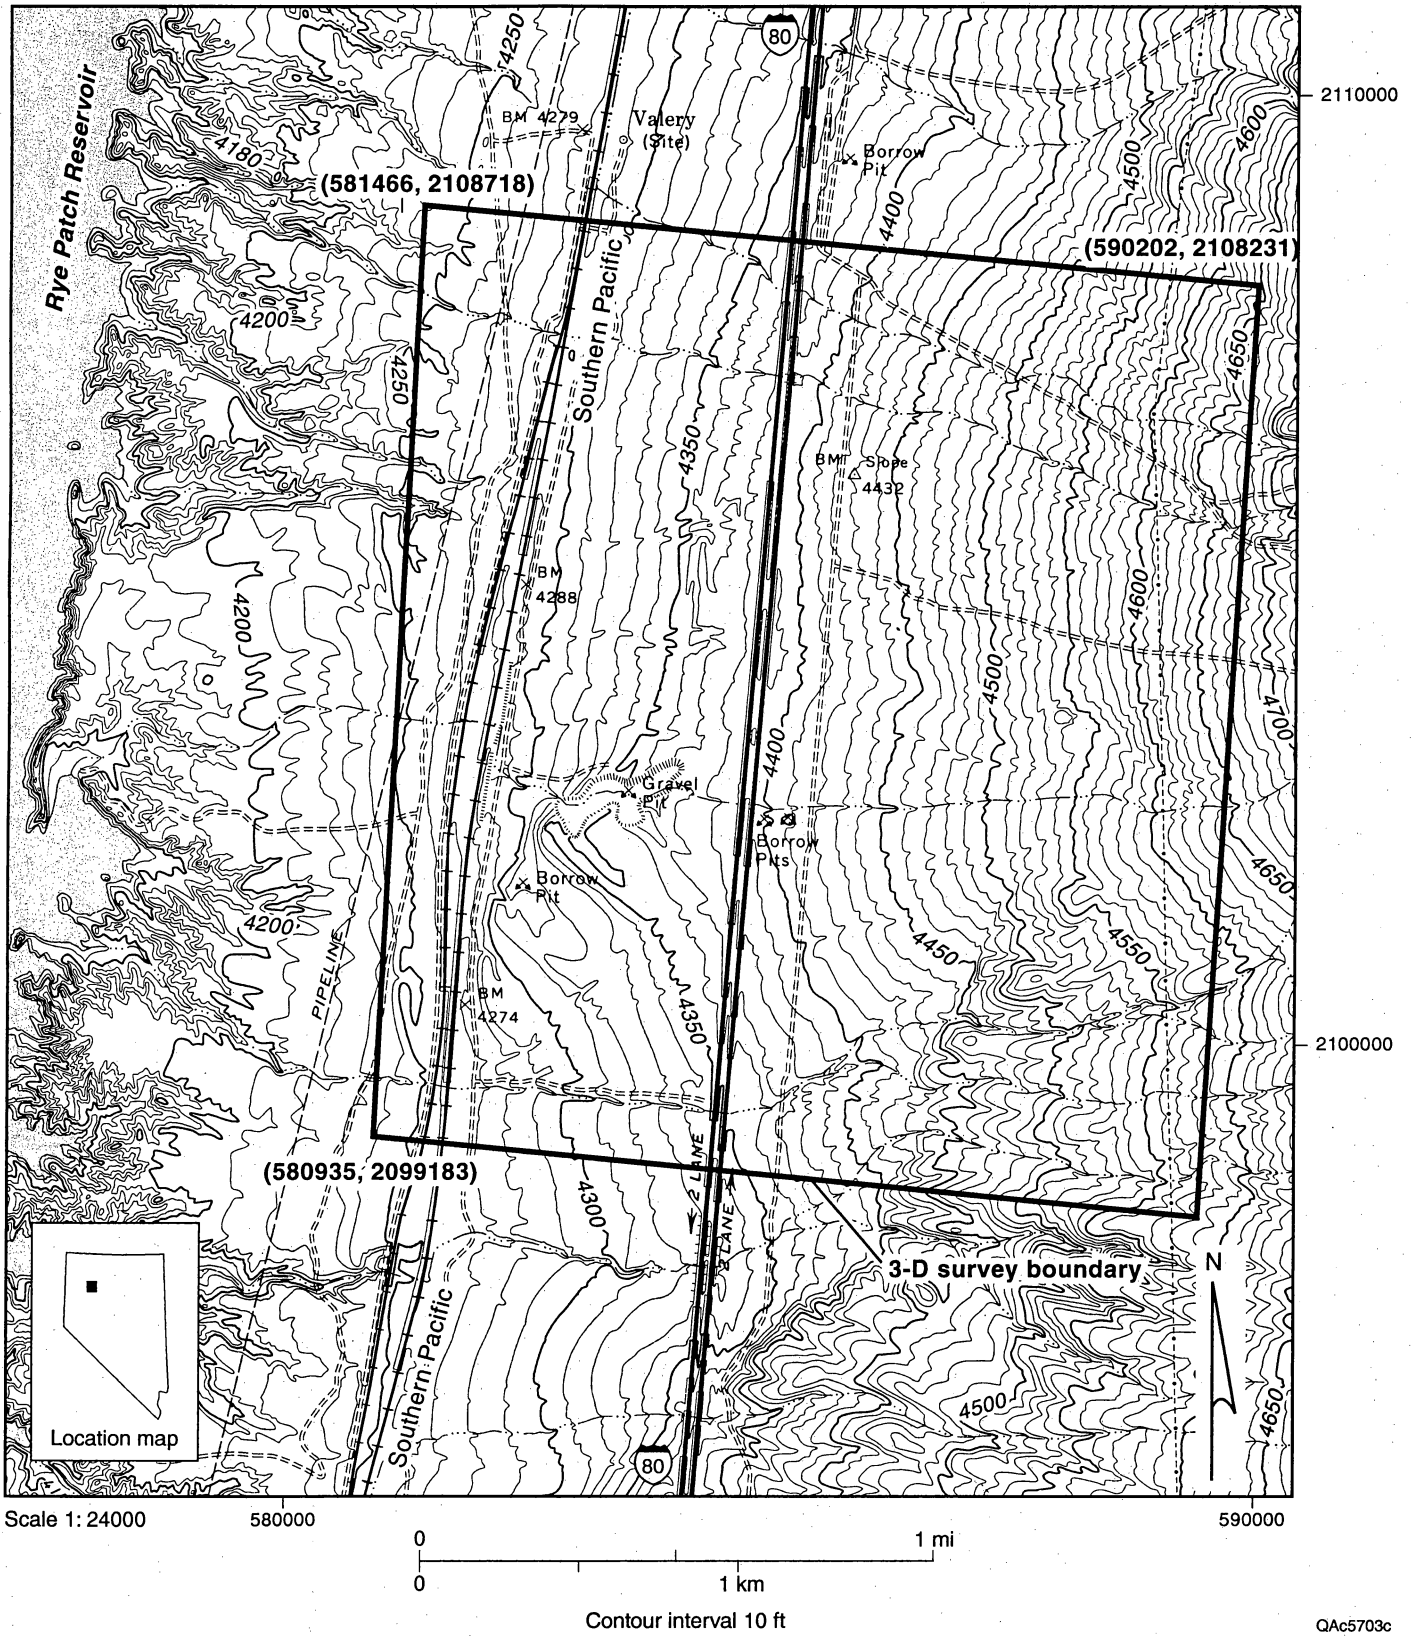 80
4250
2110000
Rye Patch Reservoir
BM 4279
Valery
(Site)
4180
Borrow
Pit
4500
4600
(581466, 2108718)
4400
(590202, 2108231)
Southern Pacific
4200
4250
4650
4350
BM
Slope
4432
BM
4288
4200
4600
4500
4700
4400
Gravel
Pit
Borrow
Pits
Borrow
Pit
4650
4200
4450
4550
PIPELINE
BM
4274
4350
2100000
(580935, 2099183)
2 LANE
4300
2 LANE
3-D survey boundary
N
Southern Pacific
4500
4650
Location map
80
Scale 1: 24000
580000
590000
0
1 mi
0
1 km
Contour interval 10 ft
QAc5703c